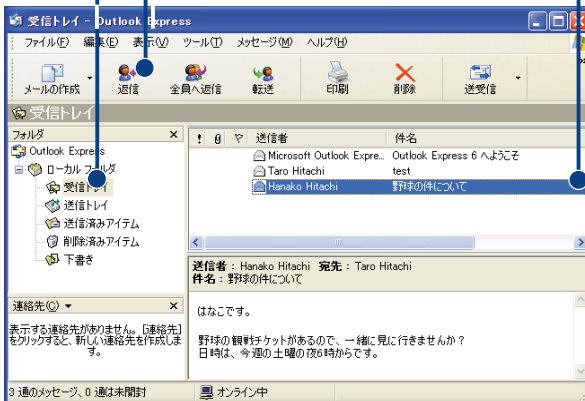 受信トレイ - Outlook Express
ファイル(F) 編集(E) 表示(V) ツール(T) メッセージ(M) ヘルプ(H)
メールの作成 返信 全員へ返信 転送 印刷 削除 送受信
受信トレイ
フォルダ
Outlook Express
ローカル フォルダ
受信トレイ
送信トレイ
送信済みアイテム
削除済みアイテム
下書き
連絡先(C)
表示する連絡先がありません。[連絡先]
をクリックすると、新しい連絡先を作成しま
す。
送信者 件名
Microsoft Outlook Expre... Outlook Express 6 へようこそ
Taro Hitachi test
Hanako Hitachi 野球の件について
送信者: Hanako Hitachi 宛先: Taro Hitachi
件名: 野球の件について
はなこです。
野球の観戦チケットがあるので、一緒に見に行きませんか?
日時は、今週の土曜の夜6時からです。
3 通のメッセージ、0 通は未開封 オンライン中